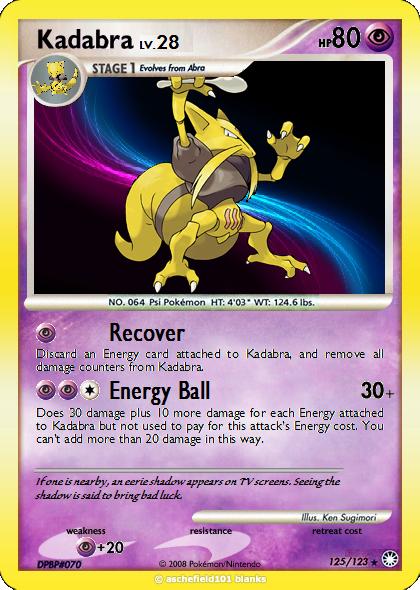 Kadabra LV.28 HP80
STAGE 1 Evolves from Abra
NO. 064 Psi Pokémon HT: 4'03" WT: 124.6 lbs.
Recover
Discard an Energy card attached to Kadabra, and remove all
damage counters from Kadabra.
Energy Ball 30+
Does 30 damage plus 10 more damage for each Energy attached
to Kadabra but not used to pay for this attack's Energy cost. You
can't add more than 20 damage in this way.
If one is nearby, an eerie shadow appears on TV screens. Seeing the
shadow is said to bring bad luck.
Illus. Ken Sugimori
weakness resistance retreat cost
+20
DPBP#070 © 2008 Pokémon/Nintendo 125/123
© aschefield101 blanks